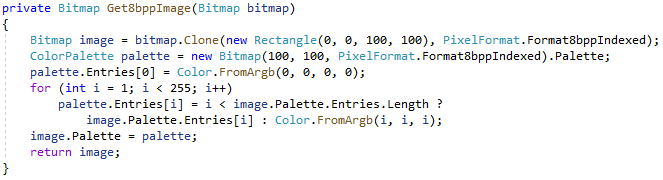 private Bitmap Get8bppImage(Bitmap bitmap)
{
    Bitmap image = bitmap.Clone(new Rectangle(0, 0, 100, 100), PixelFormat.Format8bppIndexed);
    ColorPalette palette = new Bitmap(100, 100, PixelFormat.Format8bppIndexed).Palette;
    palette.Entries[0] = Color.FromArgb(0, 0, 0, 0);
    for (int i = 1; i < 255; i++)
        palette.Entries[i] = i < image.Palette.Entries.Length ?
            image.Palette.Entries[i] : Color.FromArgb(i, i, i);
    image.Palette = palette;
    return image;
}